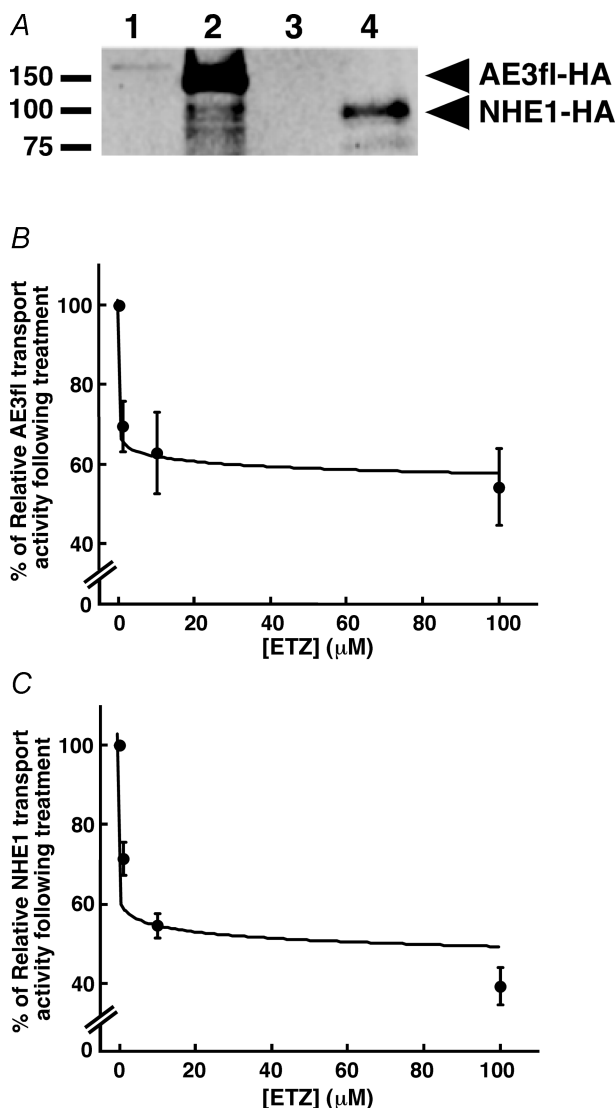 A
1 2 3 4
150
100
75
AE3fl-HA
NHE1-HA
B
% of Relative AE3fl transport
activity following treatment
100
80
60
40
0
0 20 40 60 80 100
[ETZ] (μM)
C
% of Relative NHE1 transport
activity following treatment
100
80
60
40
0
0 20 40 60 80 100
[ETZ] (μM)